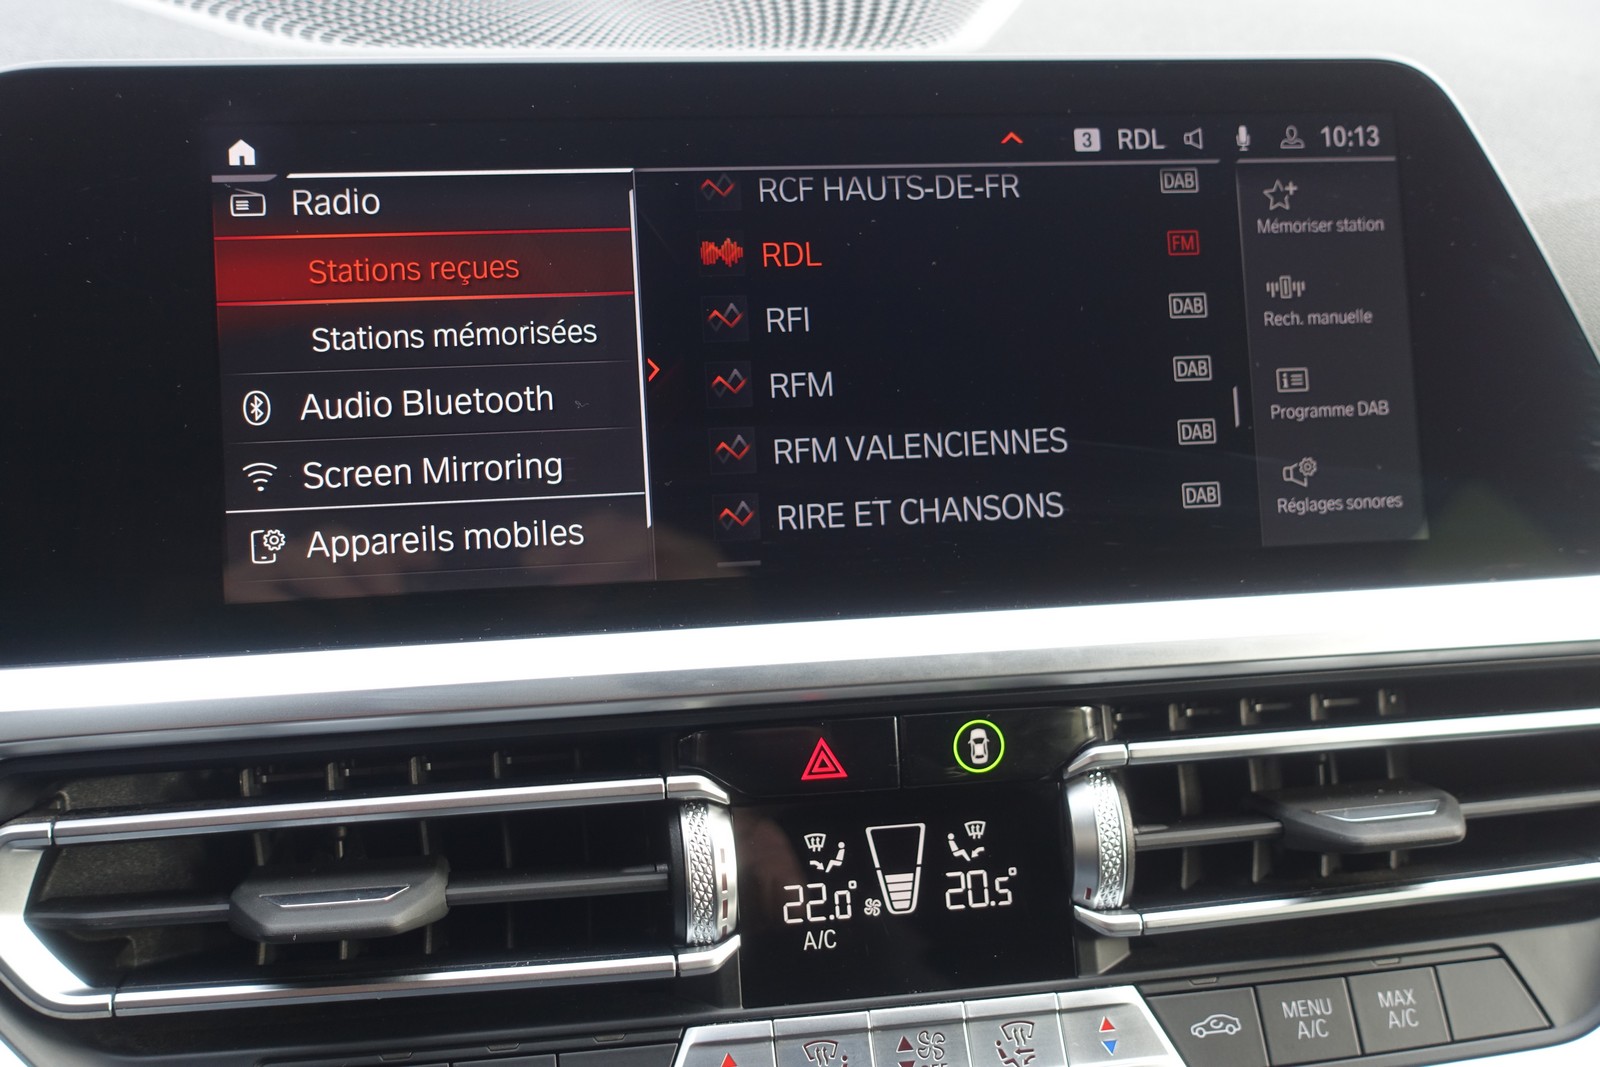 3 RDL 10:13
Radio
Stations reçues
Stations mémorisées
Audio Bluetooth
Screen Mirroring
Appareils mobiles
RCF HAUTS-DE-FR DAB
RDL FM
RFI DAB
RFM DAB
RFM VALENCIENNES DAB
RIRE ET CHANSONS DAB
Mémoriser station
Rech. manuelle
Programme DAB
Réglages sonores
22.0°
A/C
20.5°
MENU
A/C
MAX
A/C